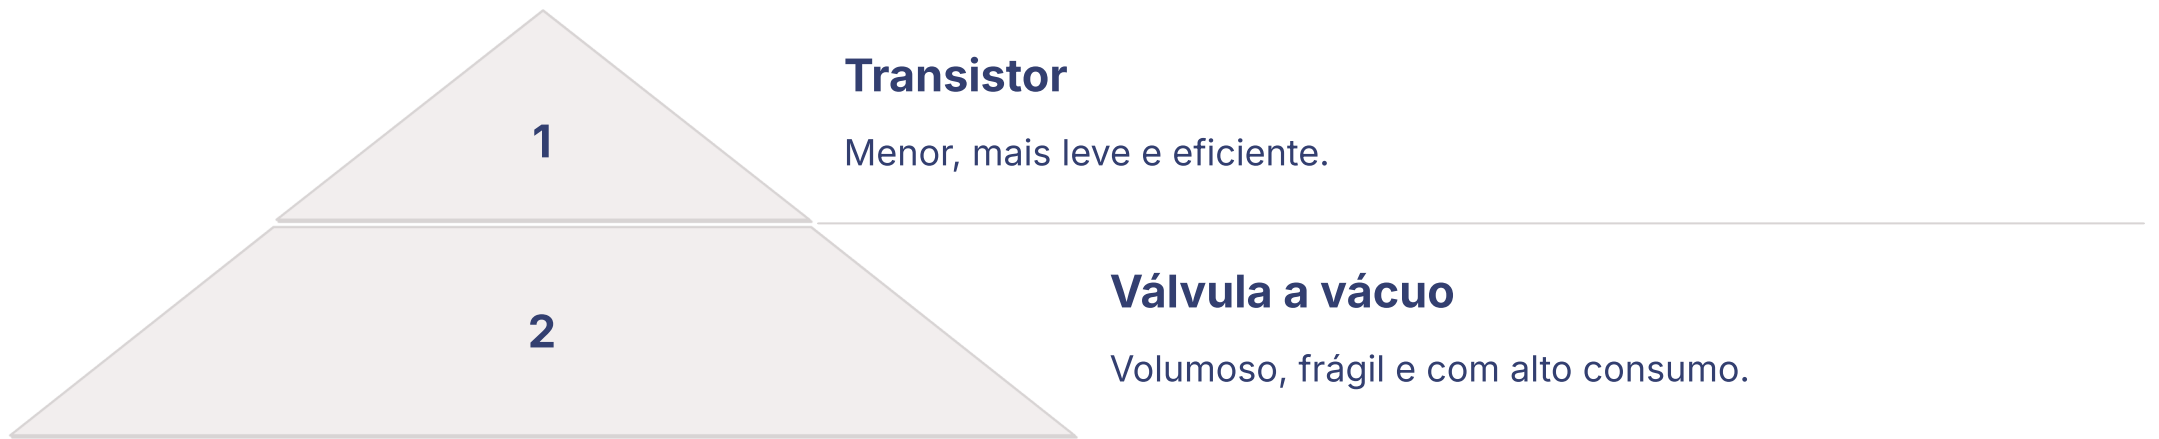 1
Transistor
Menor, mais leve e eficiente.
2
Válvula a vácuo
Volumoso, frágil e com alto consumo.